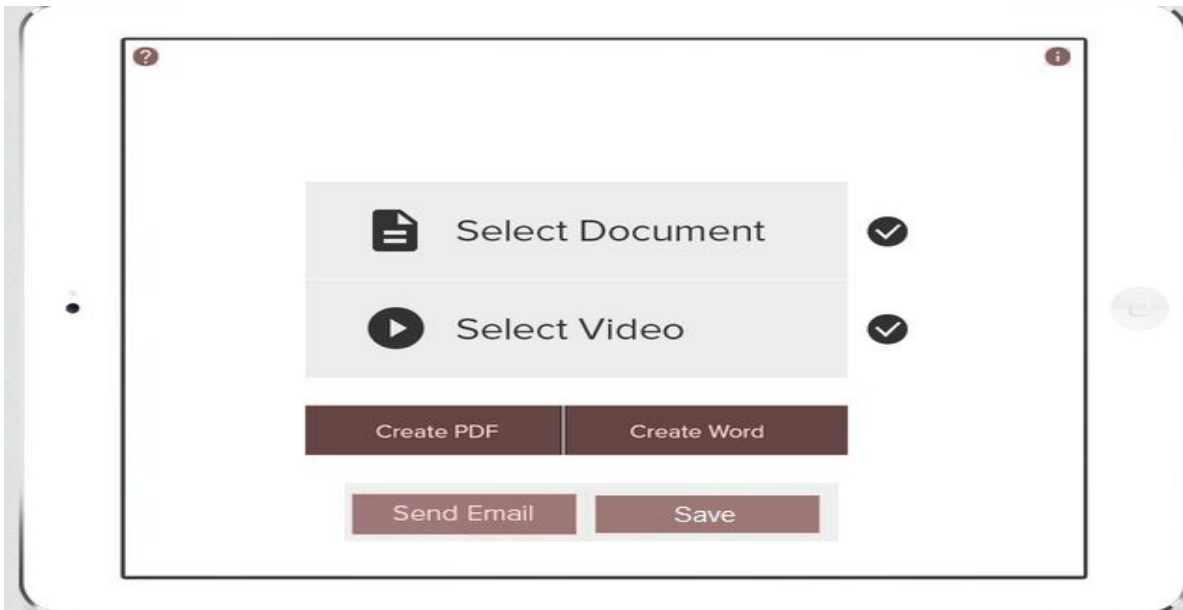 ?
i
Select Document
Select Video
Create PDF
Create Word
Send Email
Save